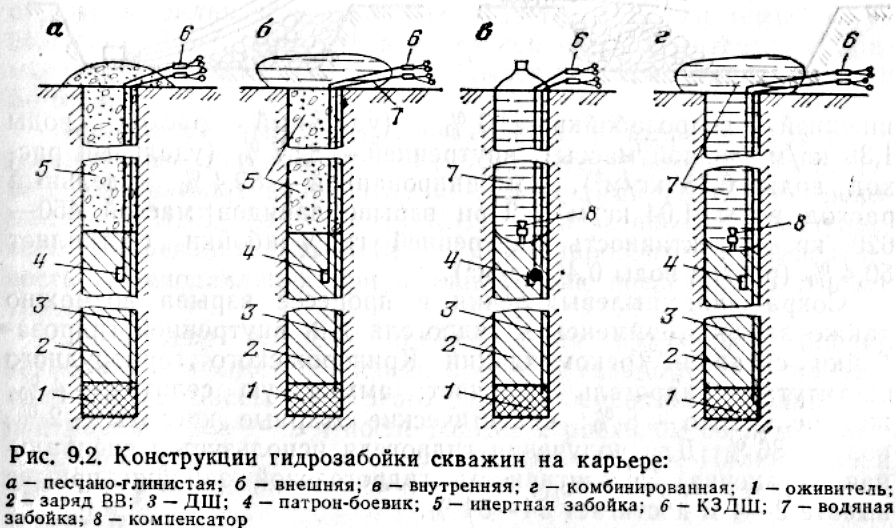 а б в г
6 6 6 6
7
5 5 7 7
8 8
4 4 4 4
3 3 3 3
2 2 2 2
1 1 1 1
Рис. 9.2. Конструкции гидрозабойки скважин на карьере:
а — песчано-глинистая; б — внешняя; в — внутренняя; г — комбинированная; 1 — оживитель;
2 — заряд ВВ; 3 — ДШ; 4 — патрон-боевик; 5 — инертная забойка; 6 — КЗДШ; 7 — водяная
забойка; 8 — компенсатор